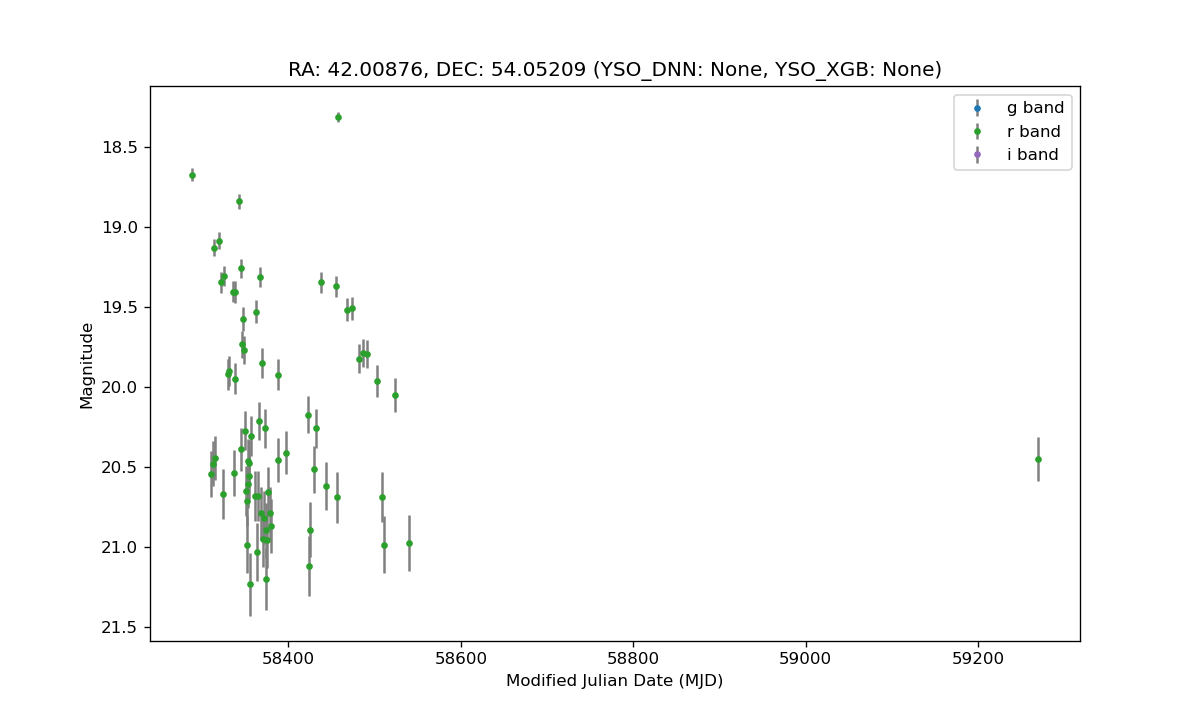 RA: 42.00876, DEC: 54.05209 (YSO_DNN: None, YSO_XGB: None)
g band
r band
i band
18.5
19.0
19.5
20.0
20.5
21.0
21.5
Magnitude
58400
58600
58800
59000
59200
Modified Julian Date (MJD)